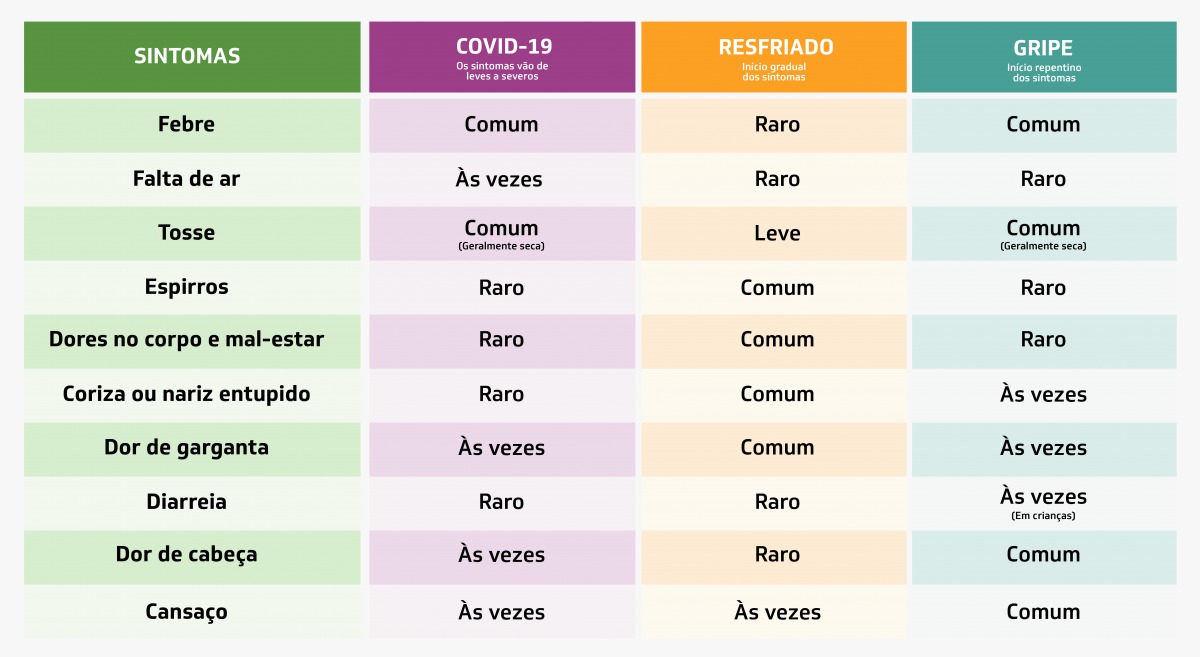 SINTOMAS
COVID-19
Os sintomas vão de
leves a severos
RESFRIADO
Início gradual
dos sintomas
GRIPE
Início repentino
dos sintomas
Febre
Comum
Raro
Comum
Falta de ar
Às vezes
Raro
Raro
Tosse
Comum
(Geralmente seca)
Leve
Comum
(Geralmente seca)
Espirros
Raro
Comum
Raro
Dores no corpo e mal-estar
Raro
Comum
Raro
Coriza ou nariz entupido
Raro
Comum
Às vezes
Dor de garganta
Às vezes
Comum
Às vezes
Diarreia
Raro
Raro
Às vezes
(Em crianças)
Dor de cabeça
Às vezes
Raro
Comum
Cansaço
Às vezes
Às vezes
Comum